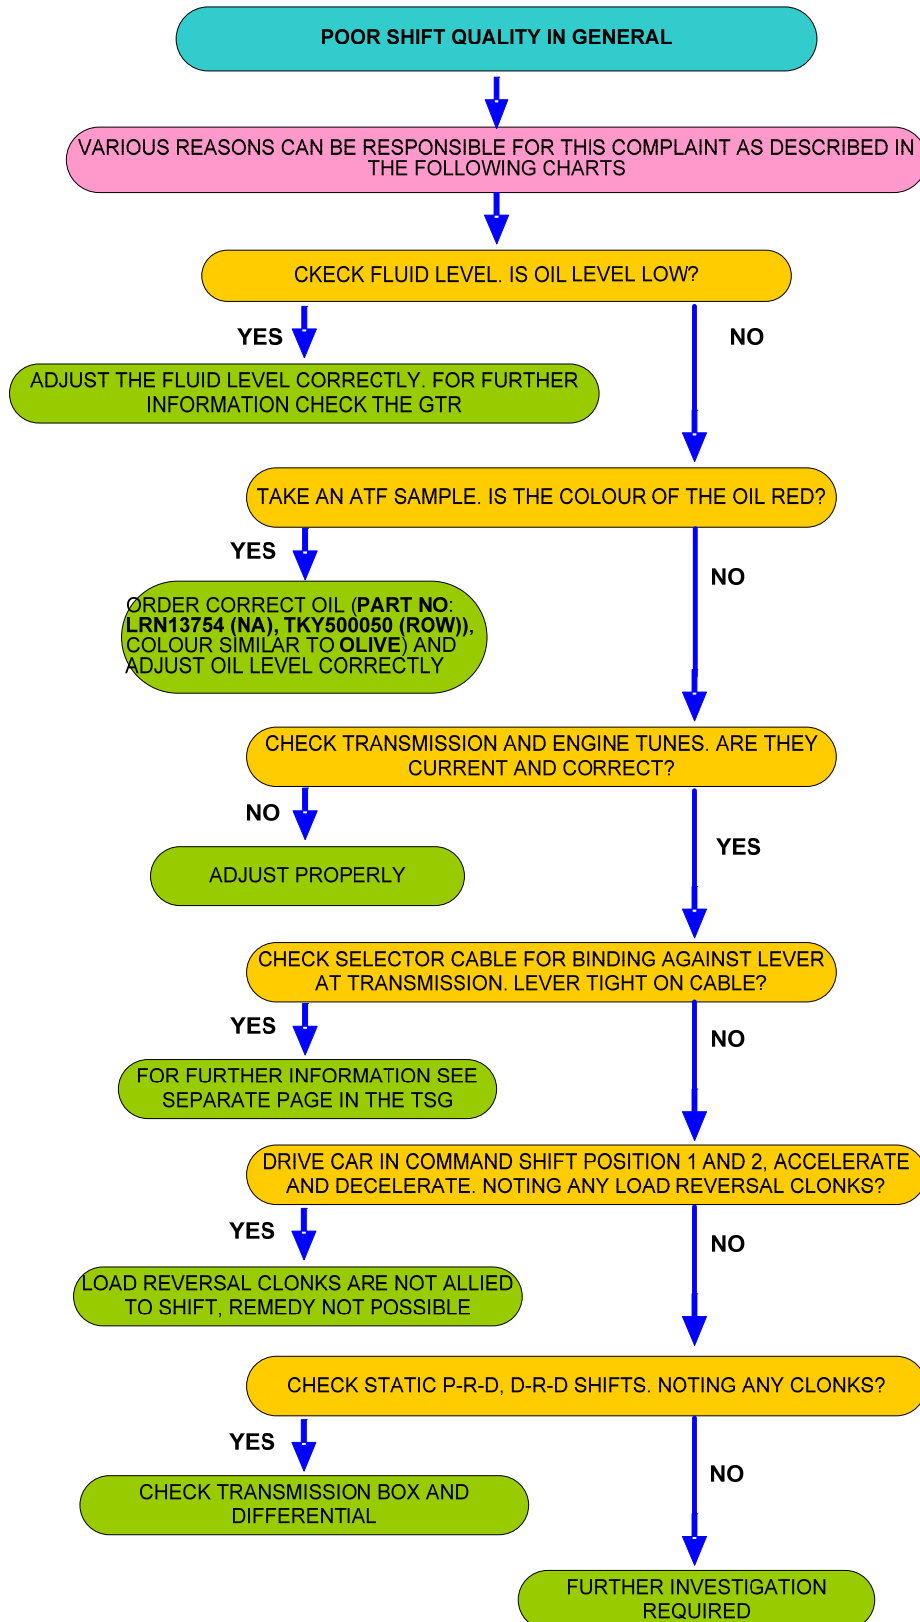 POOR SHIFT QUALITY IN GENERAL
VARIOUS REASONS CAN BE RESPONSIBLE FOR THIS COMPLAINT AS DESCRIBED IN
THE FOLLOWING CHARTS
CKECK FLUID LEVEL. IS OIL LEVEL LOW?
YES
NO
ADJUST THE FLUID LEVEL CORRECTLY. FOR FURTHER
INFORMATION CHECK THE GTR
TAKE AN ATF SAMPLE. IS THE COLOUR OF THE OIL RED?
YES
NO
ORDER CORRECT OIL (PART NO:
LRN13754 (NA), TKY500050 (ROW)),
COLOUR SIMILAR TO OLIVE) AND
ADJUST OIL LEVEL CORRECTLY
CHECK TRANSMISSION AND ENGINE TUNES. ARE THEY
CURRENT AND CORRECT?
NO
YES
ADJUST PROPERLY
CHECK SELECTOR CABLE FOR BINDING AGAINST LEVER
AT TRANSMISSION. LEVER TIGHT ON CABLE?
YES
NO
FOR FURTHER INFORMATION SEE
SEPARATE PAGE IN THE TSG
DRIVE CAR IN COMMAND SHIFT POSITION 1 AND 2, ACCELERATE
AND DECELERATE. NOTING ANY LOAD REVERSAL CLONKS?
YES
NO
LOAD REVERSAL CLONKS ARE NOT ALLIED
TO SHIFT, REMEDY NOT POSSIBLE
CHECK STATIC P-R-D, D-R-D SHIFTS. NOTING ANY CLONKS?
YES
NO
CHECK TRANSMISSION BOX AND
DIFFERENTIAL
FURTHER INVESTIGATION
REQUIRED